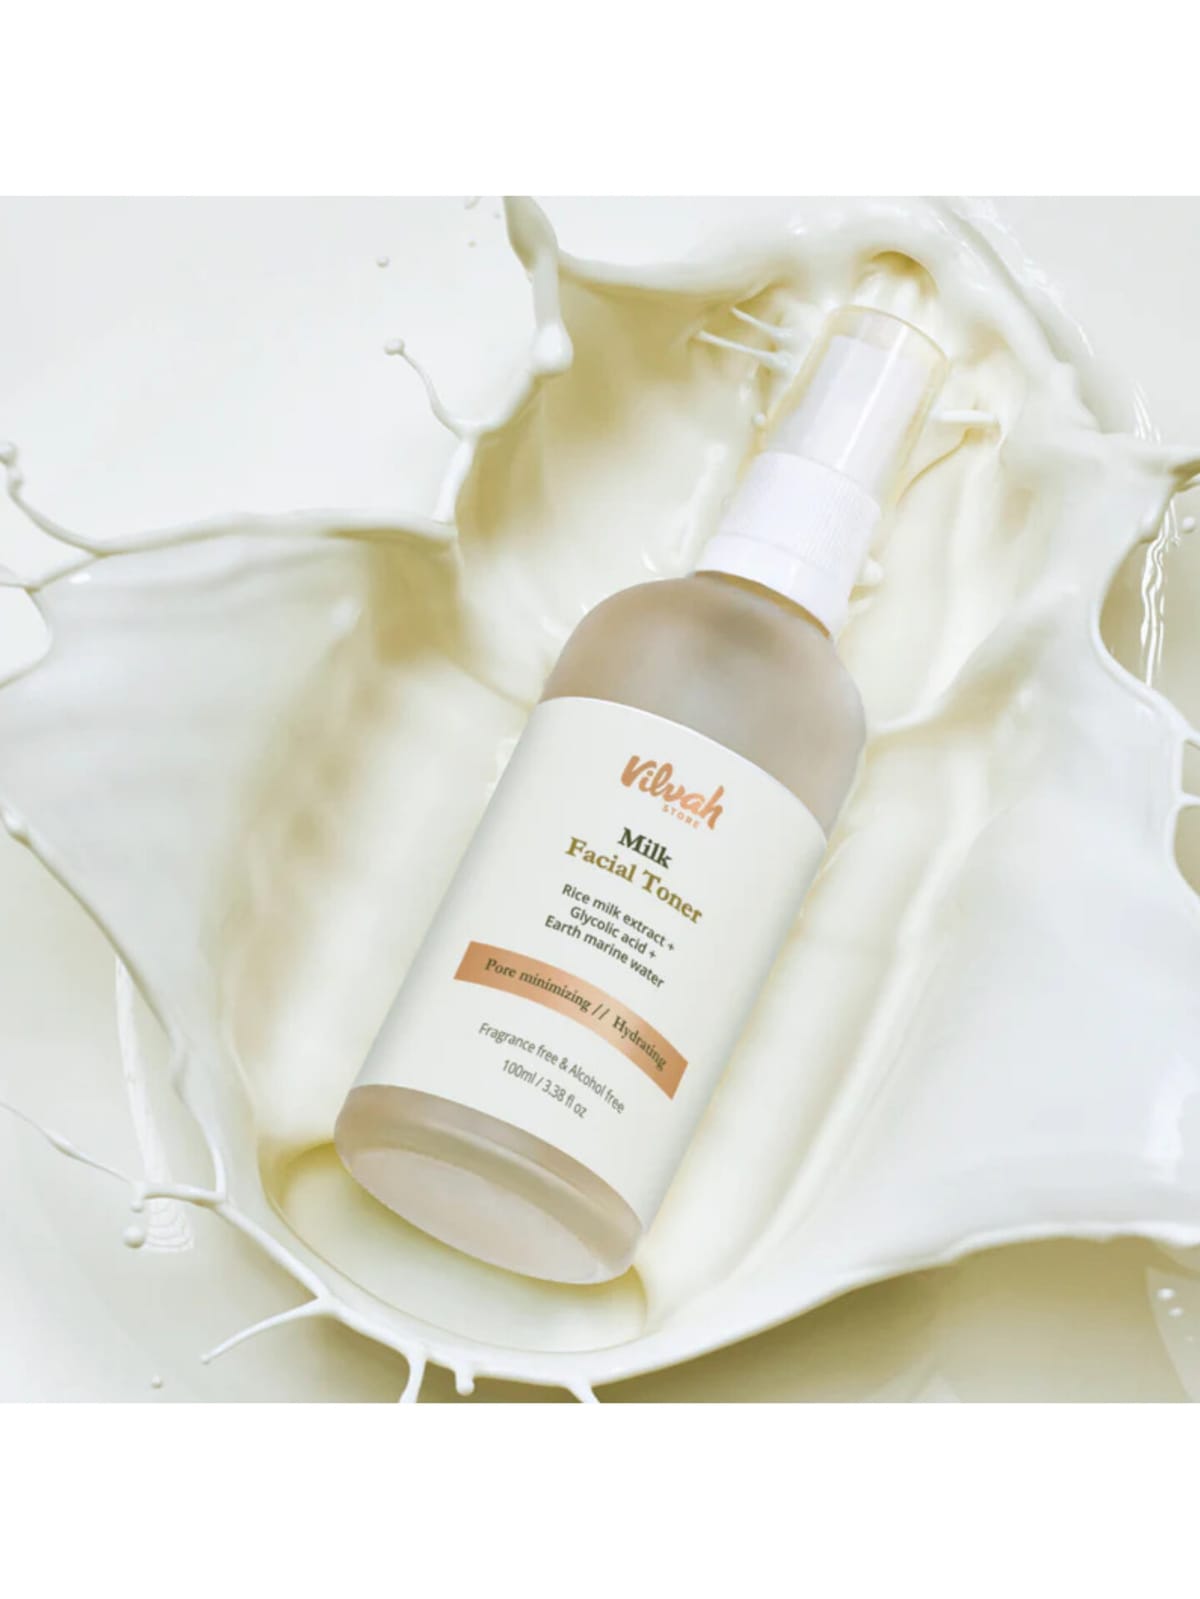 Vilvah
STORE
Milk
Facial Toner
Rice milk extract +
Glycolic acid +
Earth marine water
Pore minimizing // Hydrating
Fragrance free & Alcohol free
100ml / 3.38 fl oz